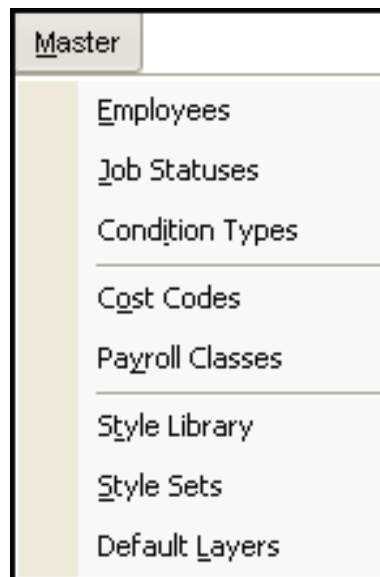 Master
Employees
Job Statuses
Condition Types
Cost Codes
Payroll Classes
Style Library
Style Sets
Default Layers